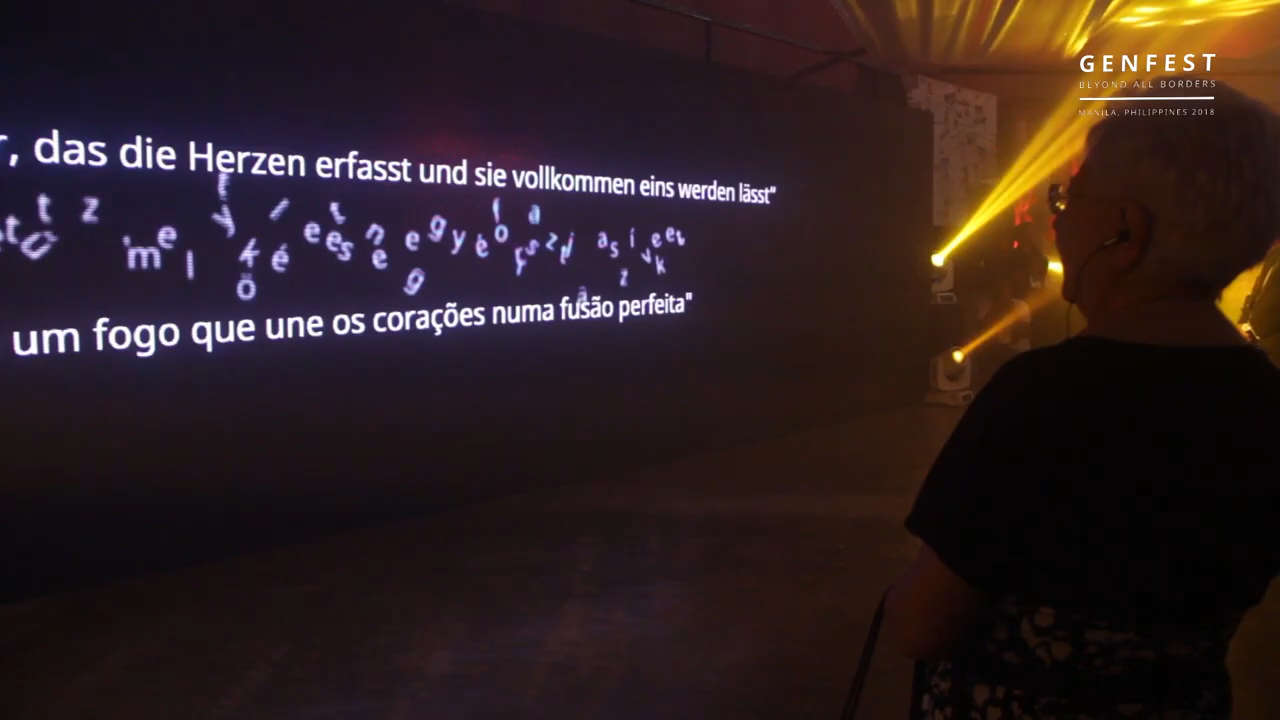 , das die Herzen erfasst und sie vollkommen eins werden lässt“
um fogo que une os corações numa fusão perfeita"
GENFEST
BEYOND ALL BORDERS
MANILA, PHILIPPINES 2018